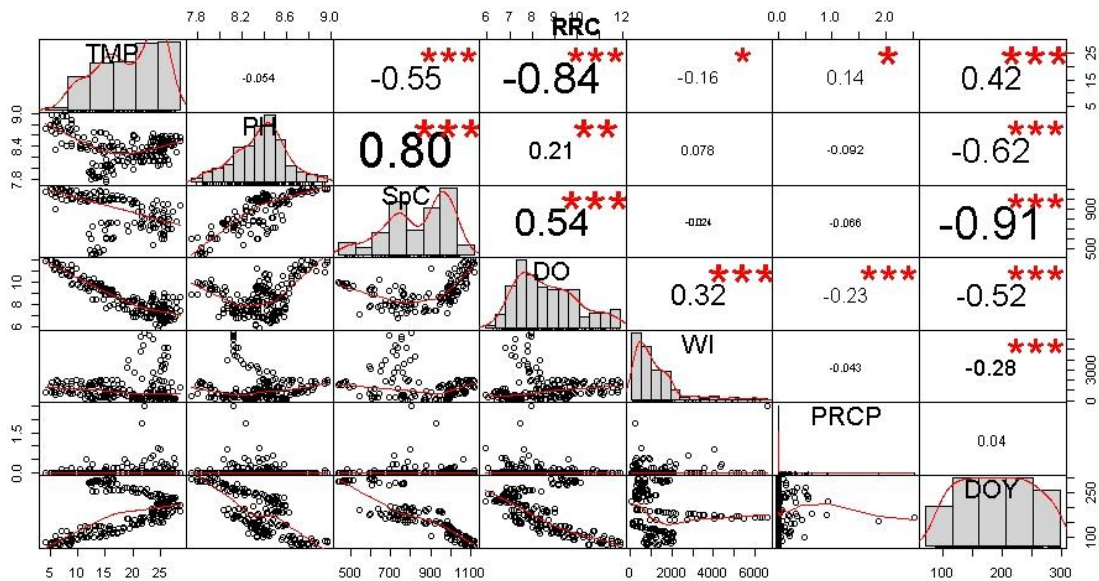 7.8 8.2 8.6 9.0 6 7 8 9 10 12 0.0 1.0 2.0
RRC
TMP -0.054 -0.55 *** -0.84 *** -0.16 * 0.14 * 0.42 *** 5 15 25
7.8 8.4 9.0 PH 0.80 *** 0.21 ** 0.078 -0.092 -0.62 ***
SpC 0.54 *** -0.024 -0.066 -0.91 *** 500 900
6 8 10 DO 0.32 *** -0.23 *** -0.52 ***
WI -0.043 -0.28 *** 0 3000
0.0 1.5 PRCP 0.04
DOY 100 250
5 10 15 20 25 500 700 900 1100 0 2000 4000 6000 100 150 200 250 300